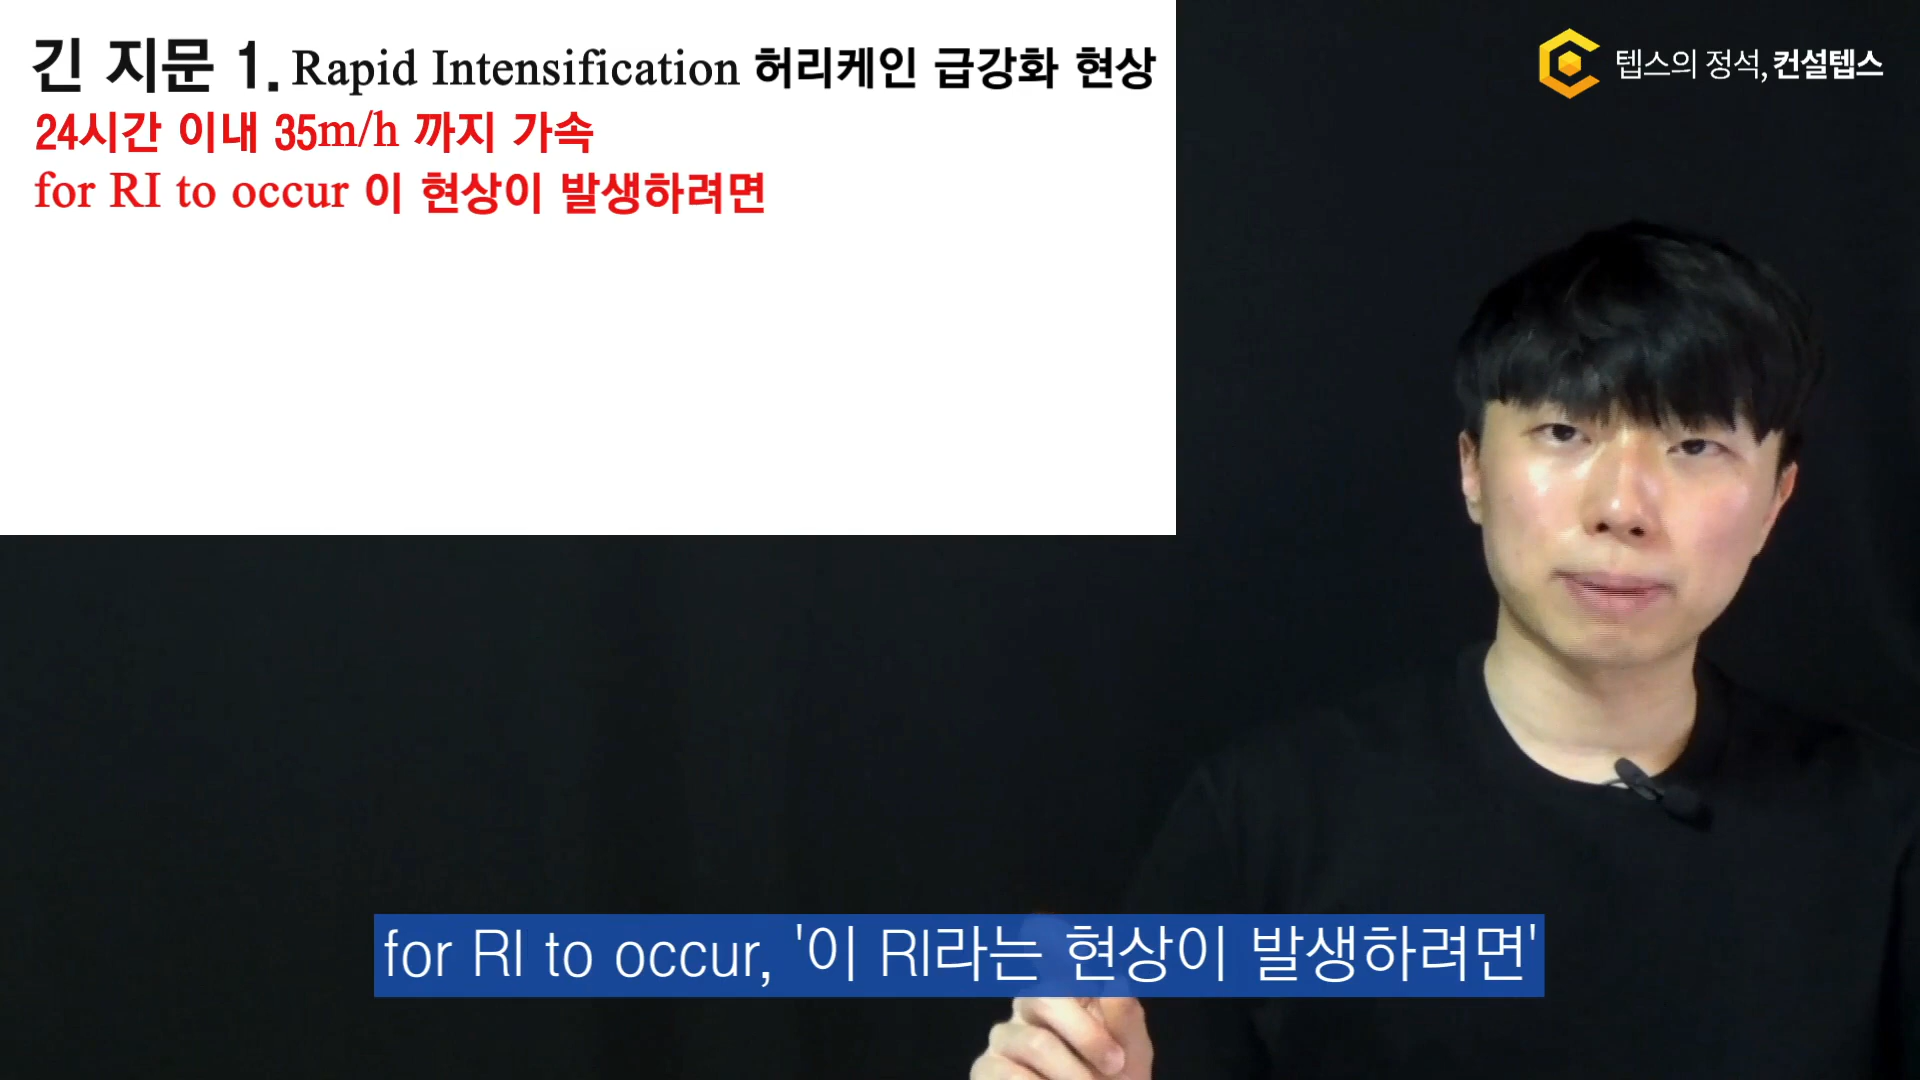 긴 지문 1. Rapid Intensification 허리케인 급강화 현상
24시간 이내 35m/h 까지 가속
for RI to occur 이 현상이 발생하려면
텝스의 정석, 컨설텝스
for RI to occur, '이 RI라는 현상이 발생하려면'